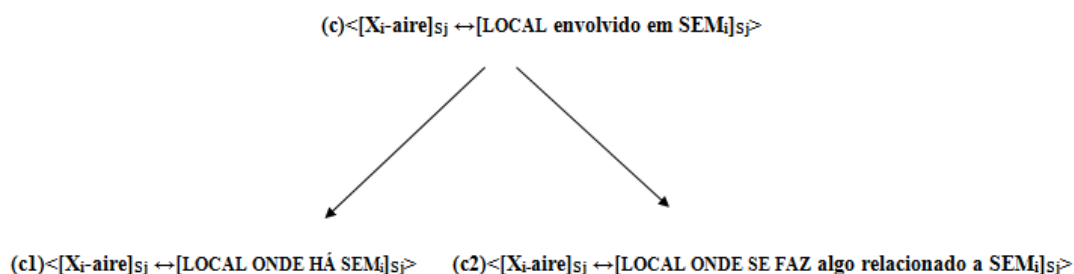 (c)<[Xᵢ-aire]Sⱼ ↔[LOCAL envolvido em SEMᵢ]Sⱼ>
(c1)<[Xᵢ-aire]Sⱼ ↔[LOCAL ONDE HÁ SEMᵢ]Sⱼ> (c2)<[Xᵢ-aire]Sⱼ ↔[LOCAL ONDE SE FAZ algo relacionado a SEMᵢ]Sⱼ>